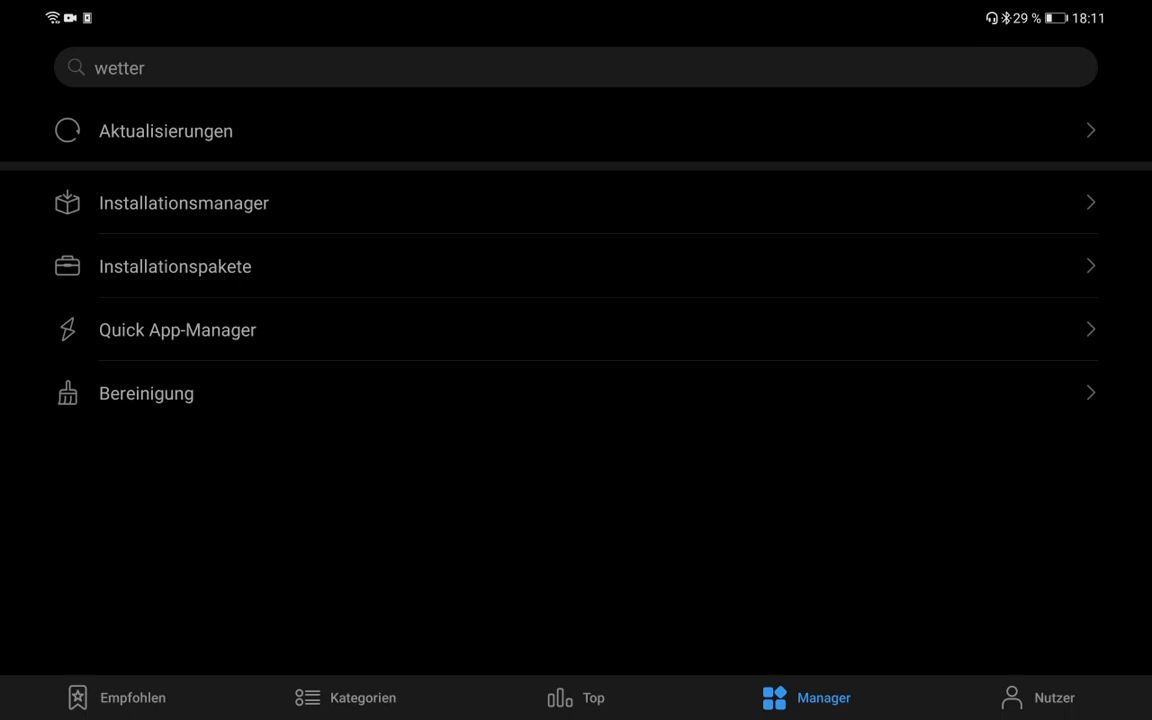 29 % 18:11
wetter
Aktualisierungen
Installationsmanager
Installationspakete
Quick App-Manager
Bereinigung
Empfohlen Kategorien Top Manager Nutzer